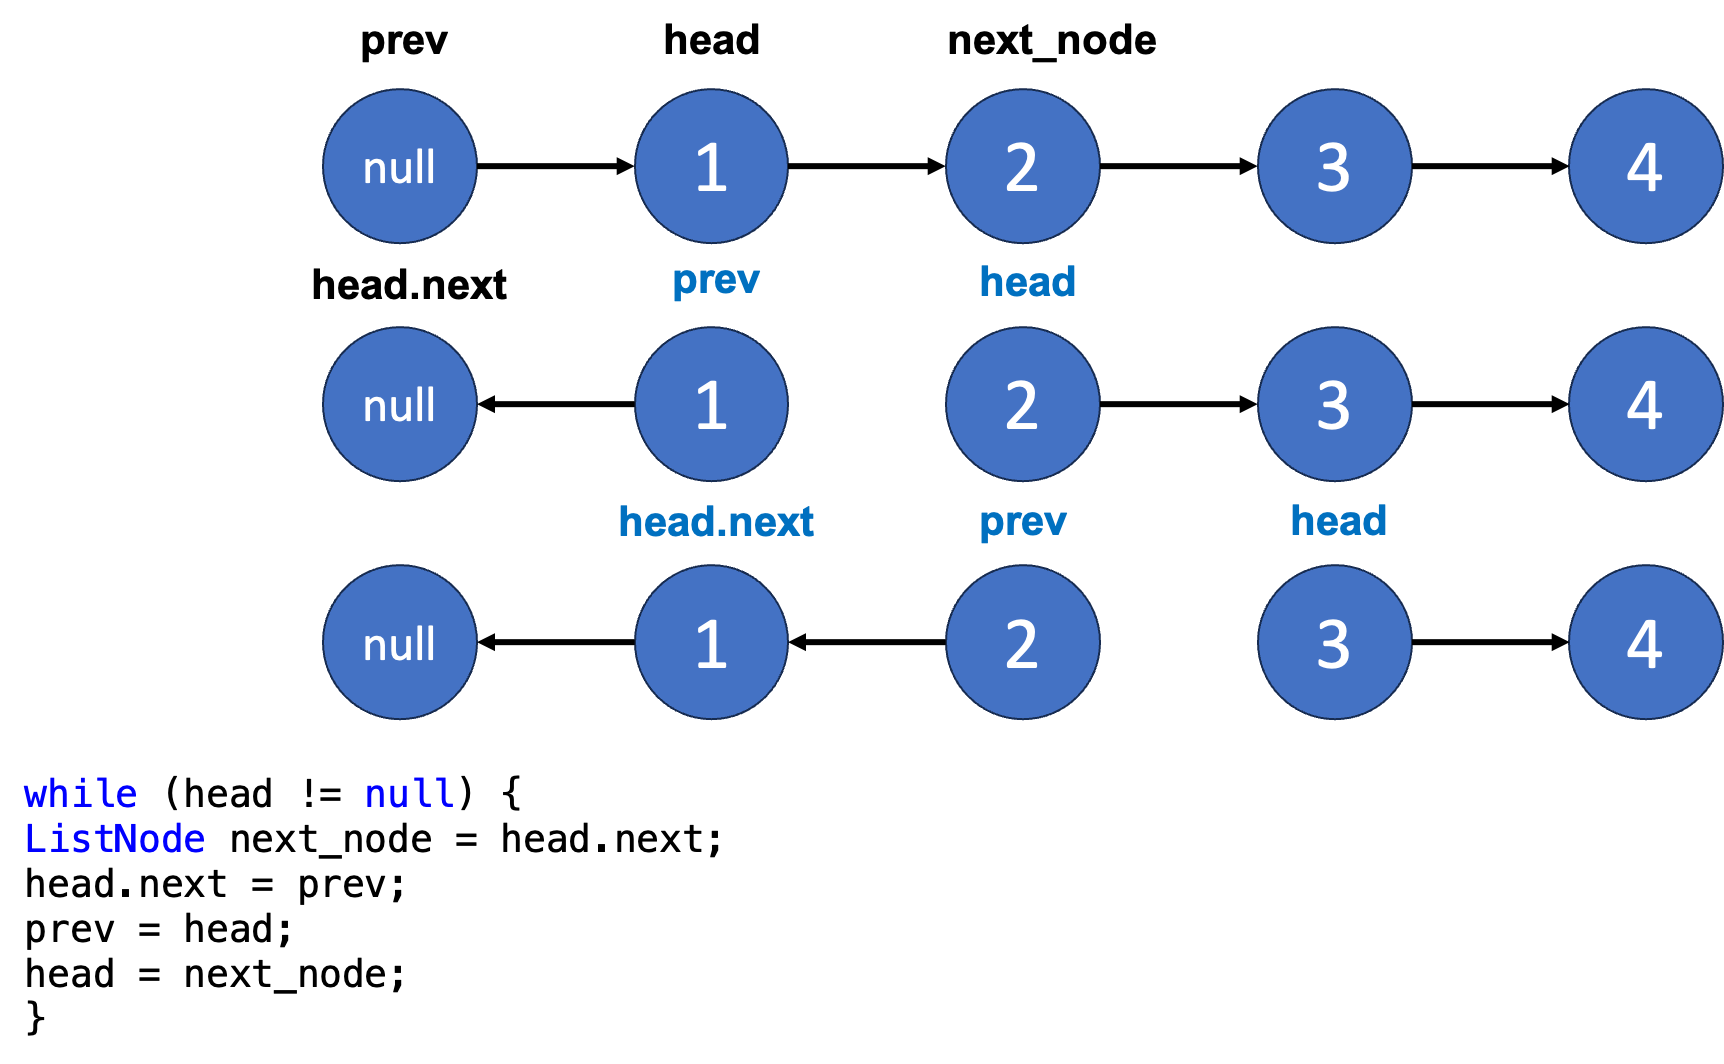 prev head next_node
null 1 2 3 4
head.next prev head
null 1 2 3 4
head.next prev head
null 1 2 3 4
while (head != null) {
ListNode next_node = head.next;
head.next = prev;
prev = head;
head = next_node;
}